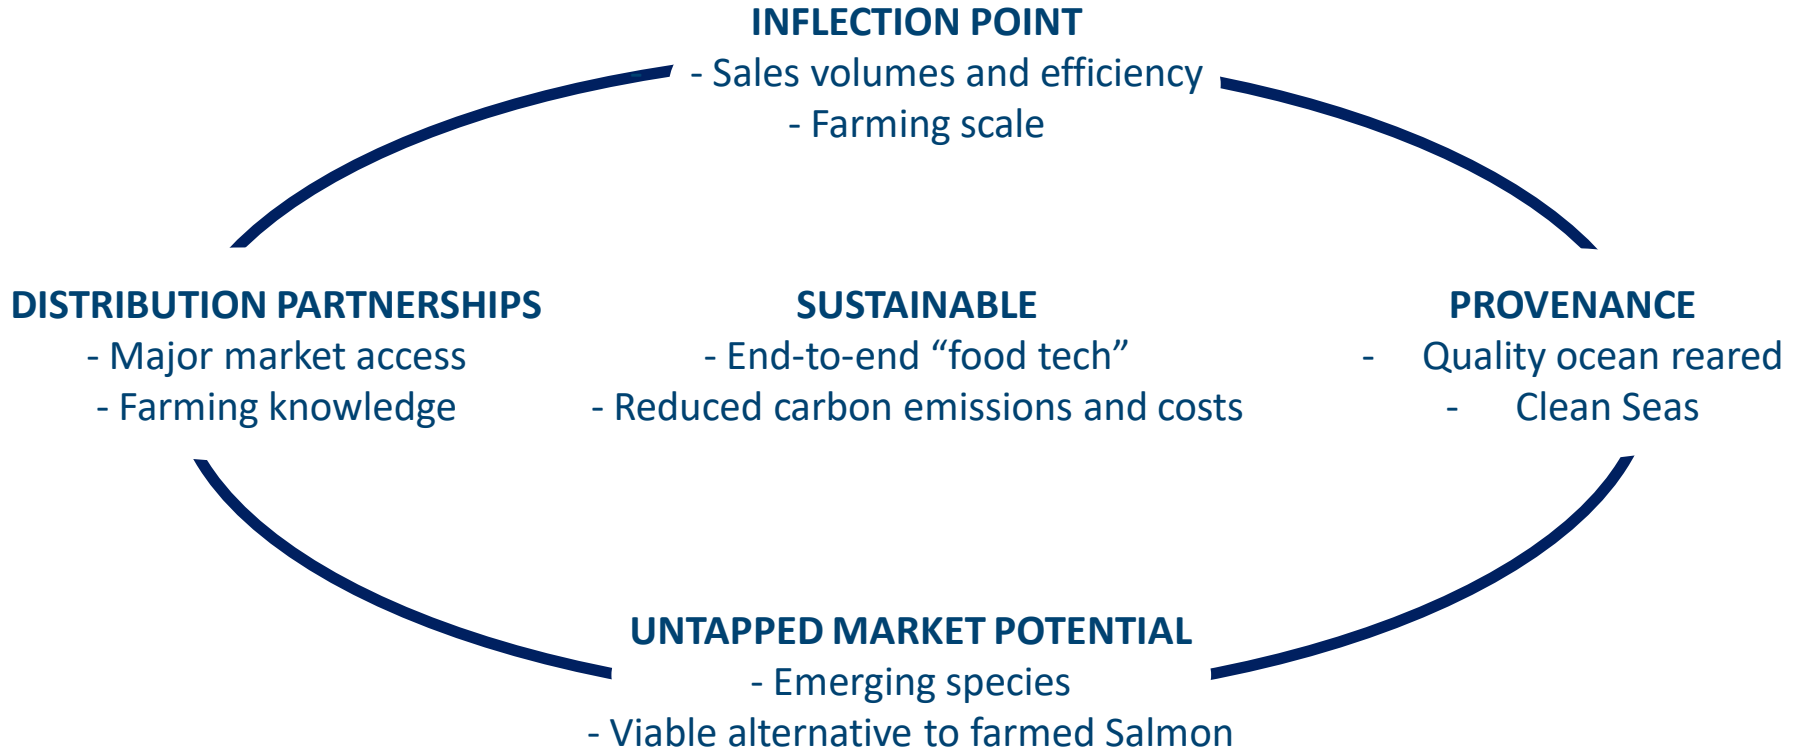 INFLECTION POINT
- - Sales volumes and efficiency
- Farming scale
DISTRIBUTION PARTNERSHIPS
- Major market access
- Farming knowledge
SUSTAINABLE
- End-to-end “food tech”
- Reduced carbon emissions and costs
PROVENANCE
- Quality ocean reared
- Clean Seas
UNTAPPED MARKET POTENTIAL
- Emerging species
- Viable alternative to farmed Salmon